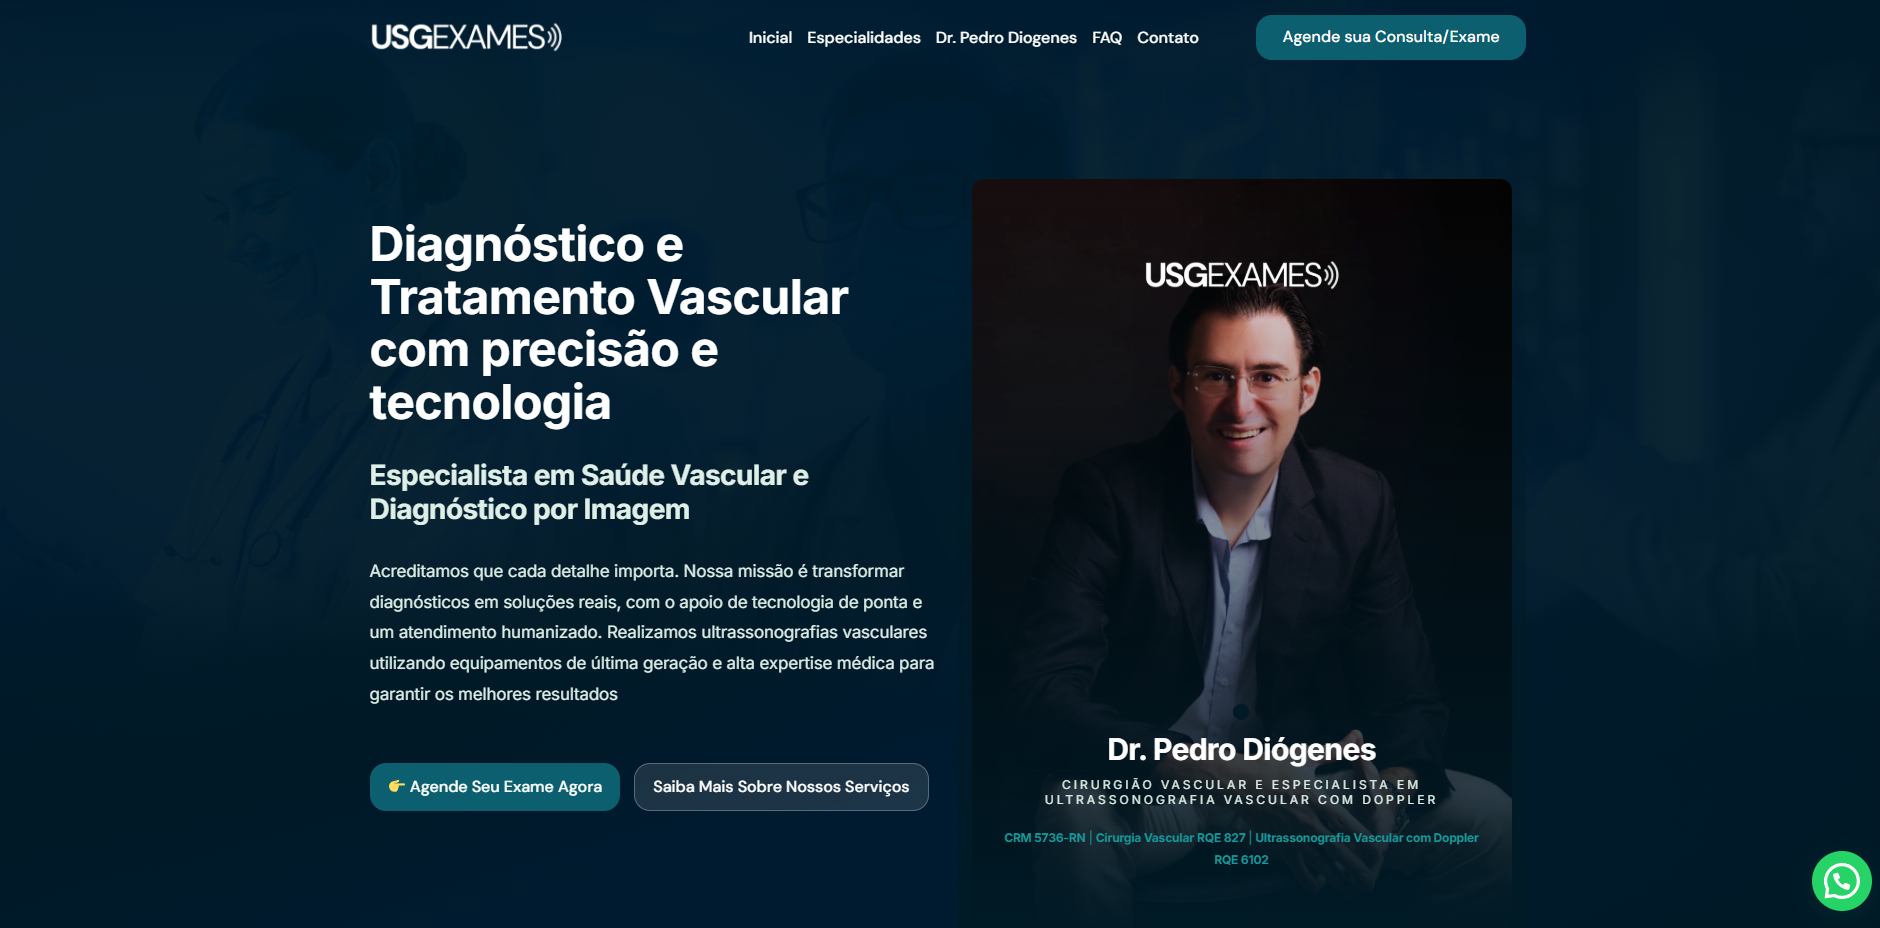 USGEXAMES
Inicial Especialidades Dr. Pedro Diogenes FAQ Contato
Agende sua Consulta/Exame
Diagnóstico e
Tratamento Vascular
com precisão e
tecnologia
Especialista em Saúde Vascular e
Diagnóstico por Imagem
Acreditamos que cada detalhe importa. Nossa missão é transformar
diagnósticos em soluções reais, com o apoio de tecnologia de ponta e
um atendimento humanizado. Realizamos ultrassonografias vasculares
utilizando equipamentos de última geração e alta expertise médica para
garantir os melhores resultados
👉 Agende Seu Exame Agora
Saiba Mais Sobre Nossos Serviços
USGEXAMES
Dr. Pedro Diógenes
CIRURGIÃO VASCULAR E ESPECIALISTA EM
ULTRASSONOGRAFIA VASCULAR COM DOPPLER
CRM 5736-RN | Cirurgia Vascular RQE 827 | Ultrassonografia Vascular com Doppler
RQE 6102